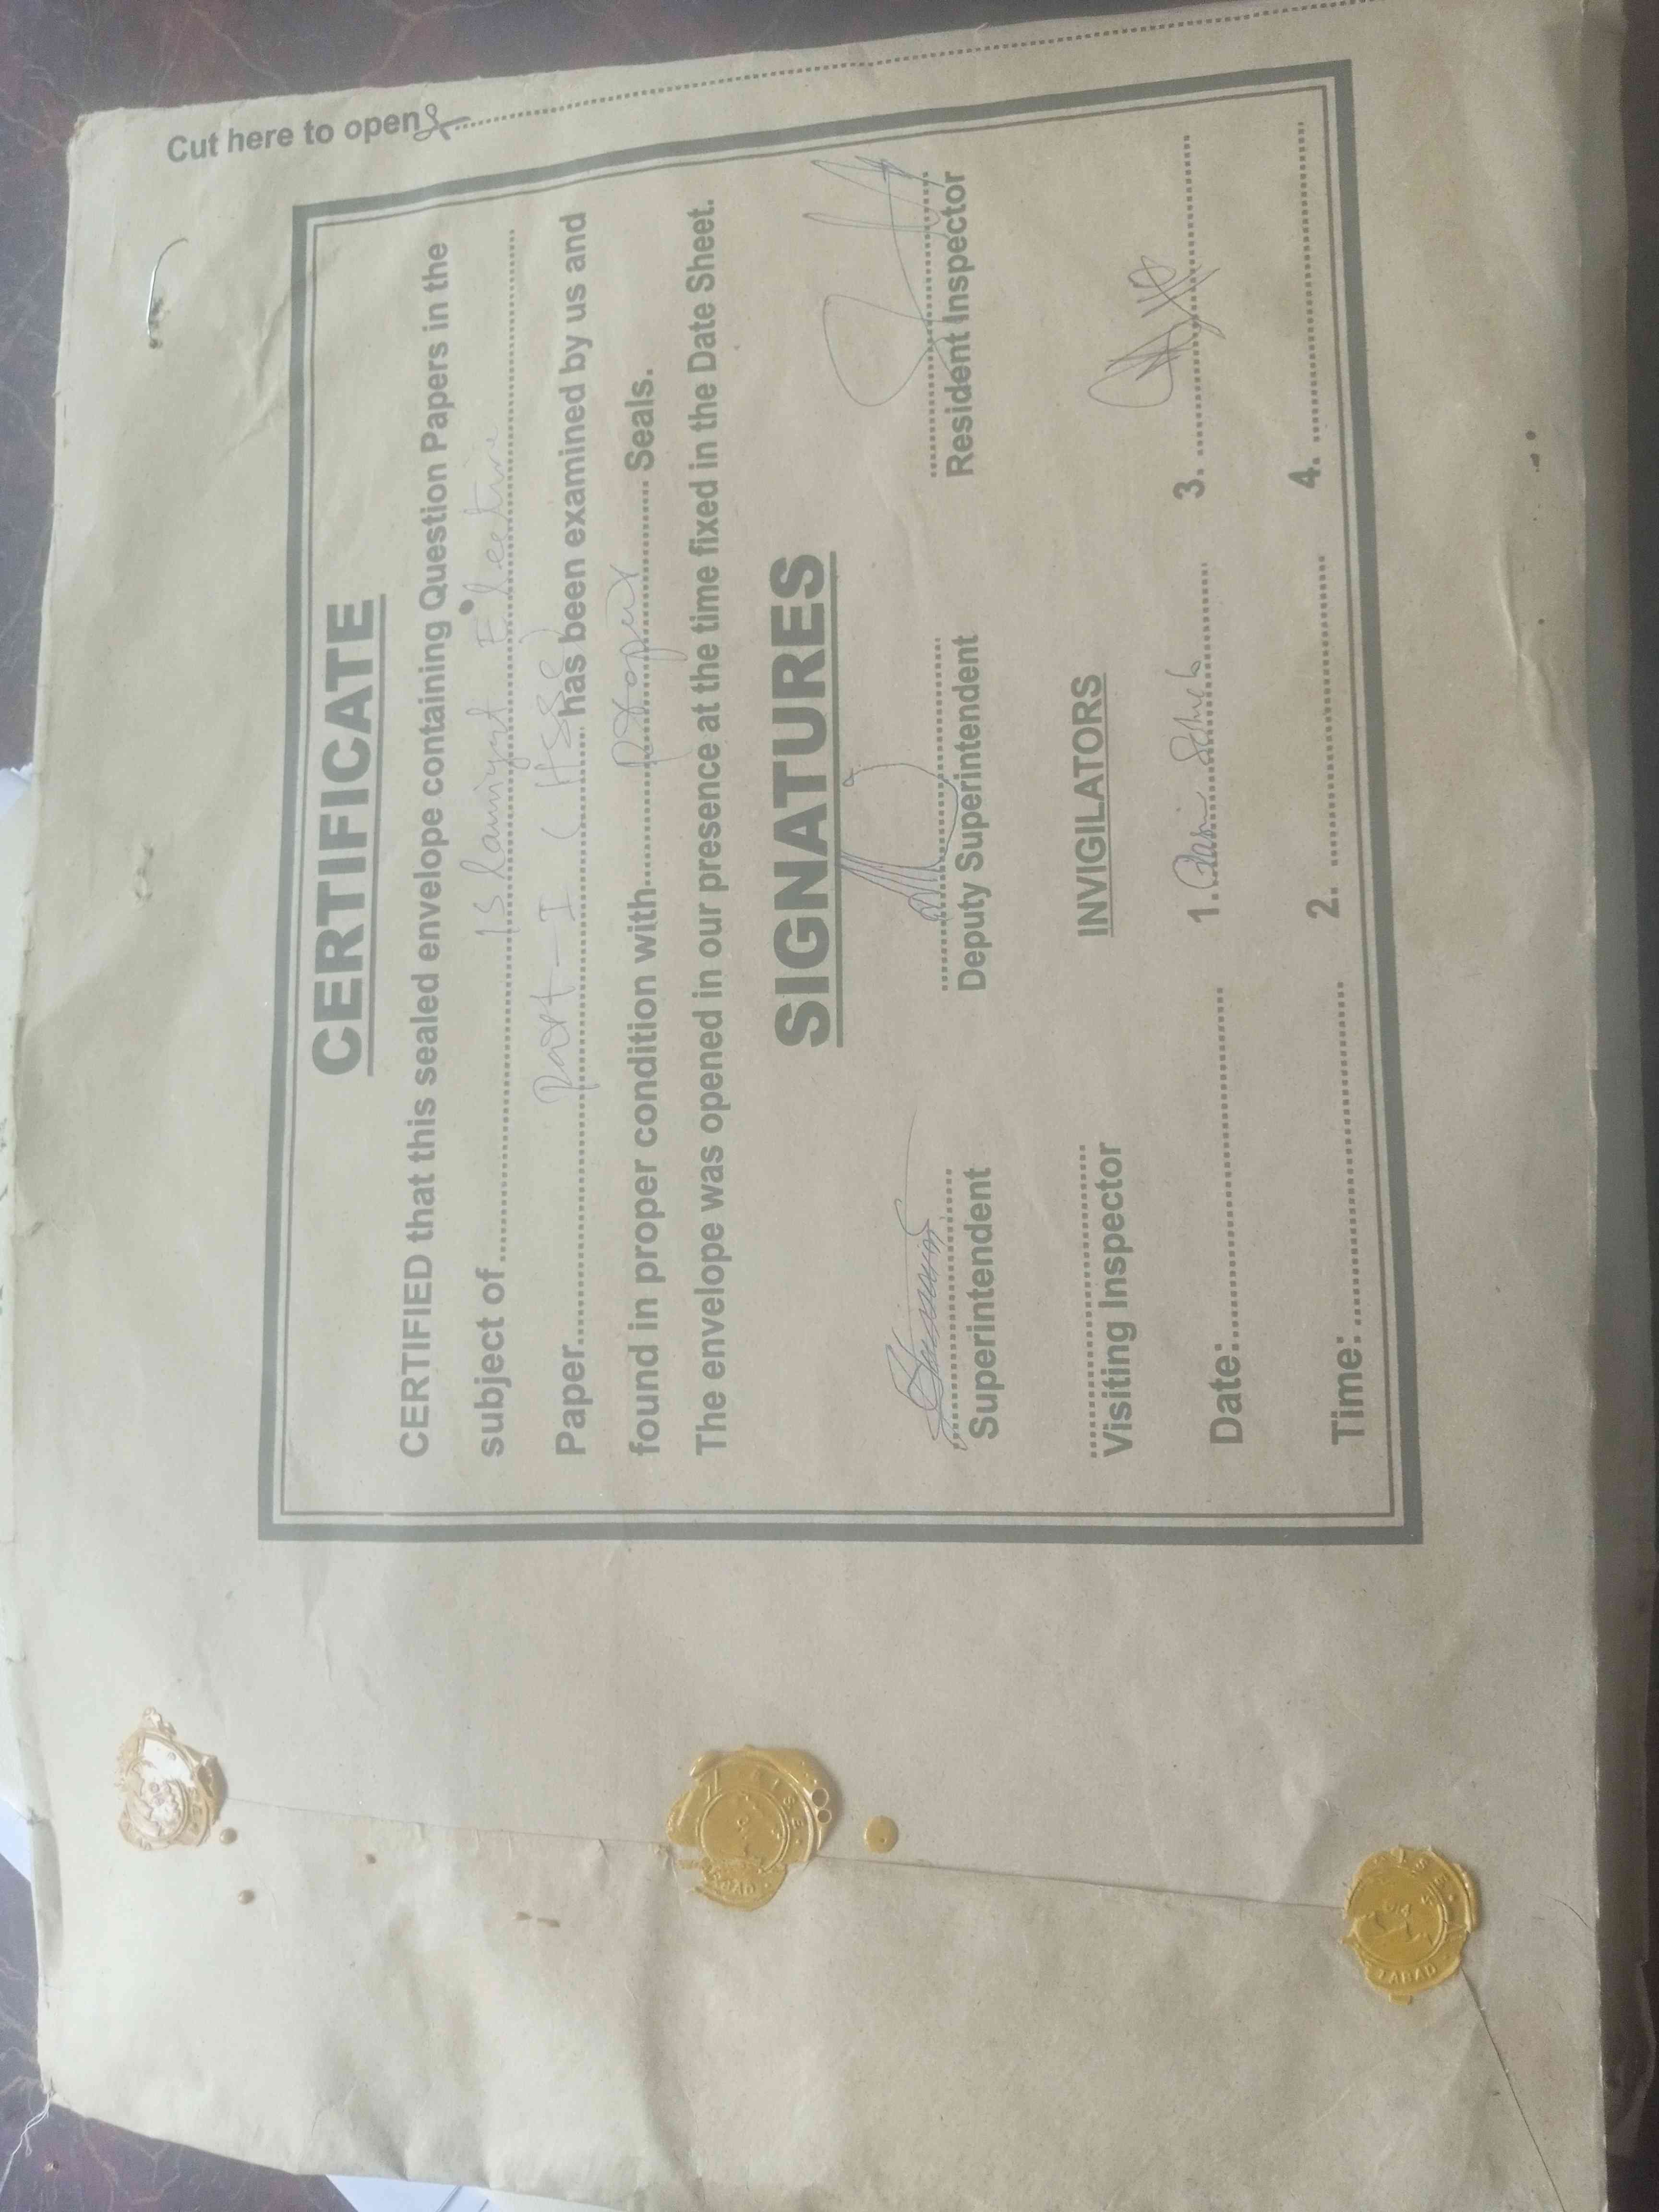 Cut here to open
CERTIFICATE
CERTIFIED that this sealed envelope containing Question Papers in the
subject of.......... Islamiyat Elective ..........
Paper.......... Part-I (HSSC) .......... has been examined by us and
found in proper condition with.......... proper .......... Seals.
The envelope was opened in our presence at the time fixed in the Date Sheet.
SIGNATURES
Superintendent Deputy Superintendent Resident Inspector
Visiting Inspector INVIGILATORS
Date:.......... 1. .......... 3. ..........
Time:.......... 2. .......... 4. ..........